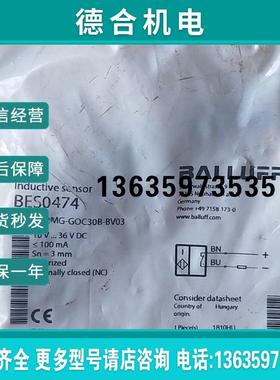 德合机电
信经营
Inductive sensor
BES0474
BALLUFF
Germany
Phone +49 7158 173-0
www.balluff.com
13635973535
MG-GOC30B-BV03
10 V... 36 V DC
≤ 100 mA
Sn = 3 mm
BN
BU
后保障
货秒发
Consider datasheet
Country of Hungary
origin
1 Piece(s) 1810HU
保一年
normally closed (NC)
齐全 更多型号请店咨询 电话:1363597